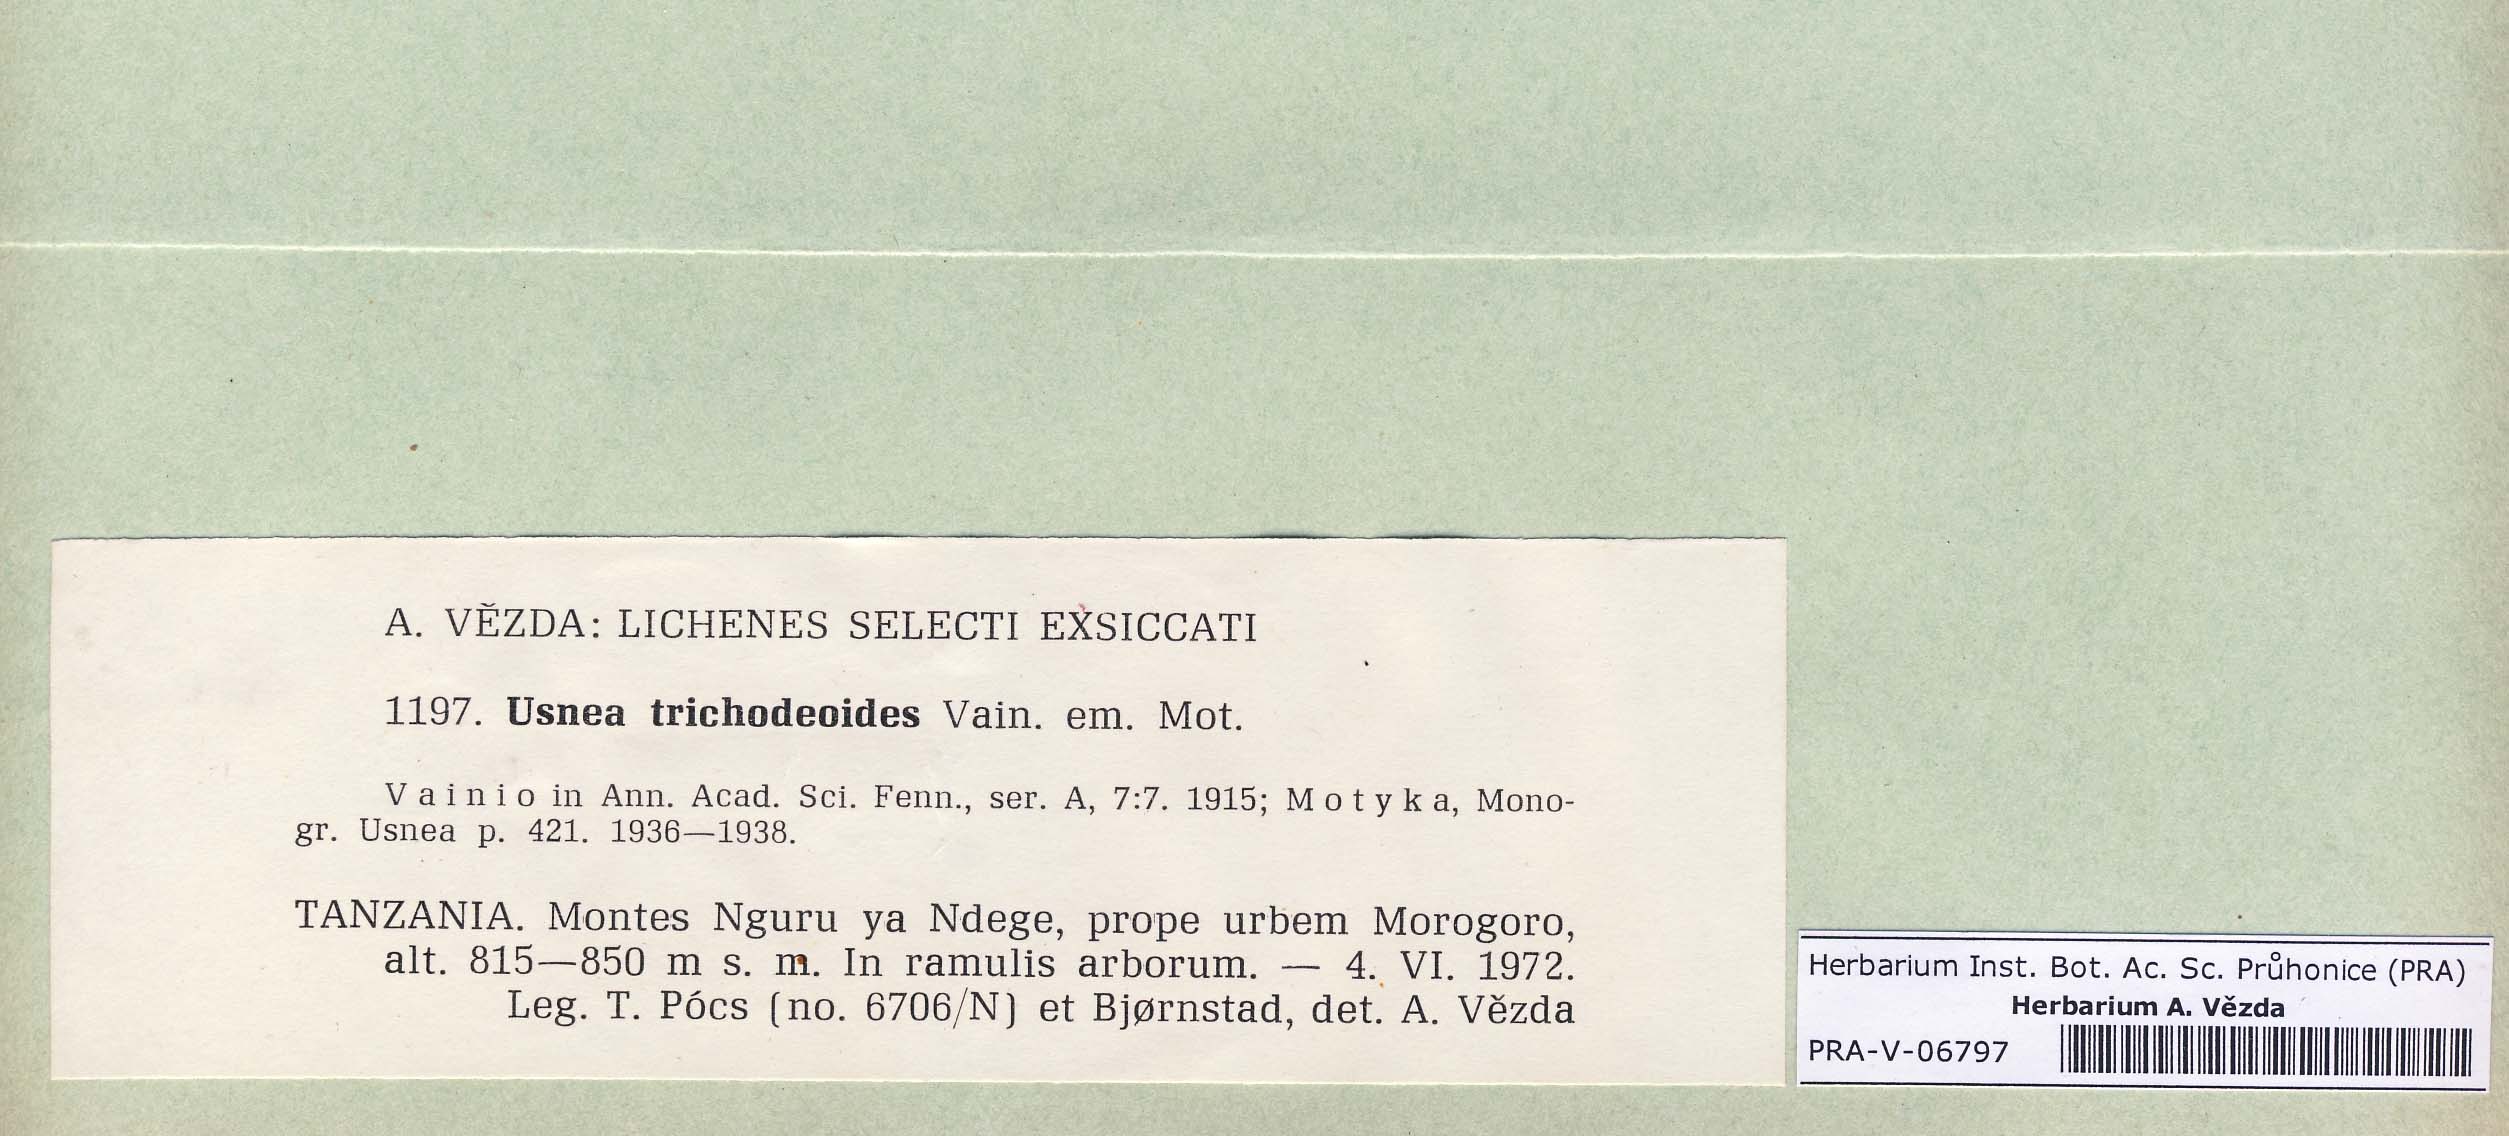 A. VĚZDA: LICHENES SELECTI EXSICCATI
1197. Usnea trichodeoides Vain. em. Mot.
Vainio in Ann. Acad. Sci. Fenn., ser. A, 7:7. 1915; Motyka, Mono-
gr. Usnea p. 421. 1936—1938.
TANZANIA. Montes Nguru ya Ndege, prope urbem Morogoro,
alt. 815—850 m s. m. In ramulis arborum. — 4. VI. 1972.
Leg. T. Pócs (no. 6706/N) et Bjørnstad, det. A. Vězda
Herbarium Inst. Bot. Ac. Sc. Průhonice (PRA)
Herbarium A. Vězda
PRA-V-06797